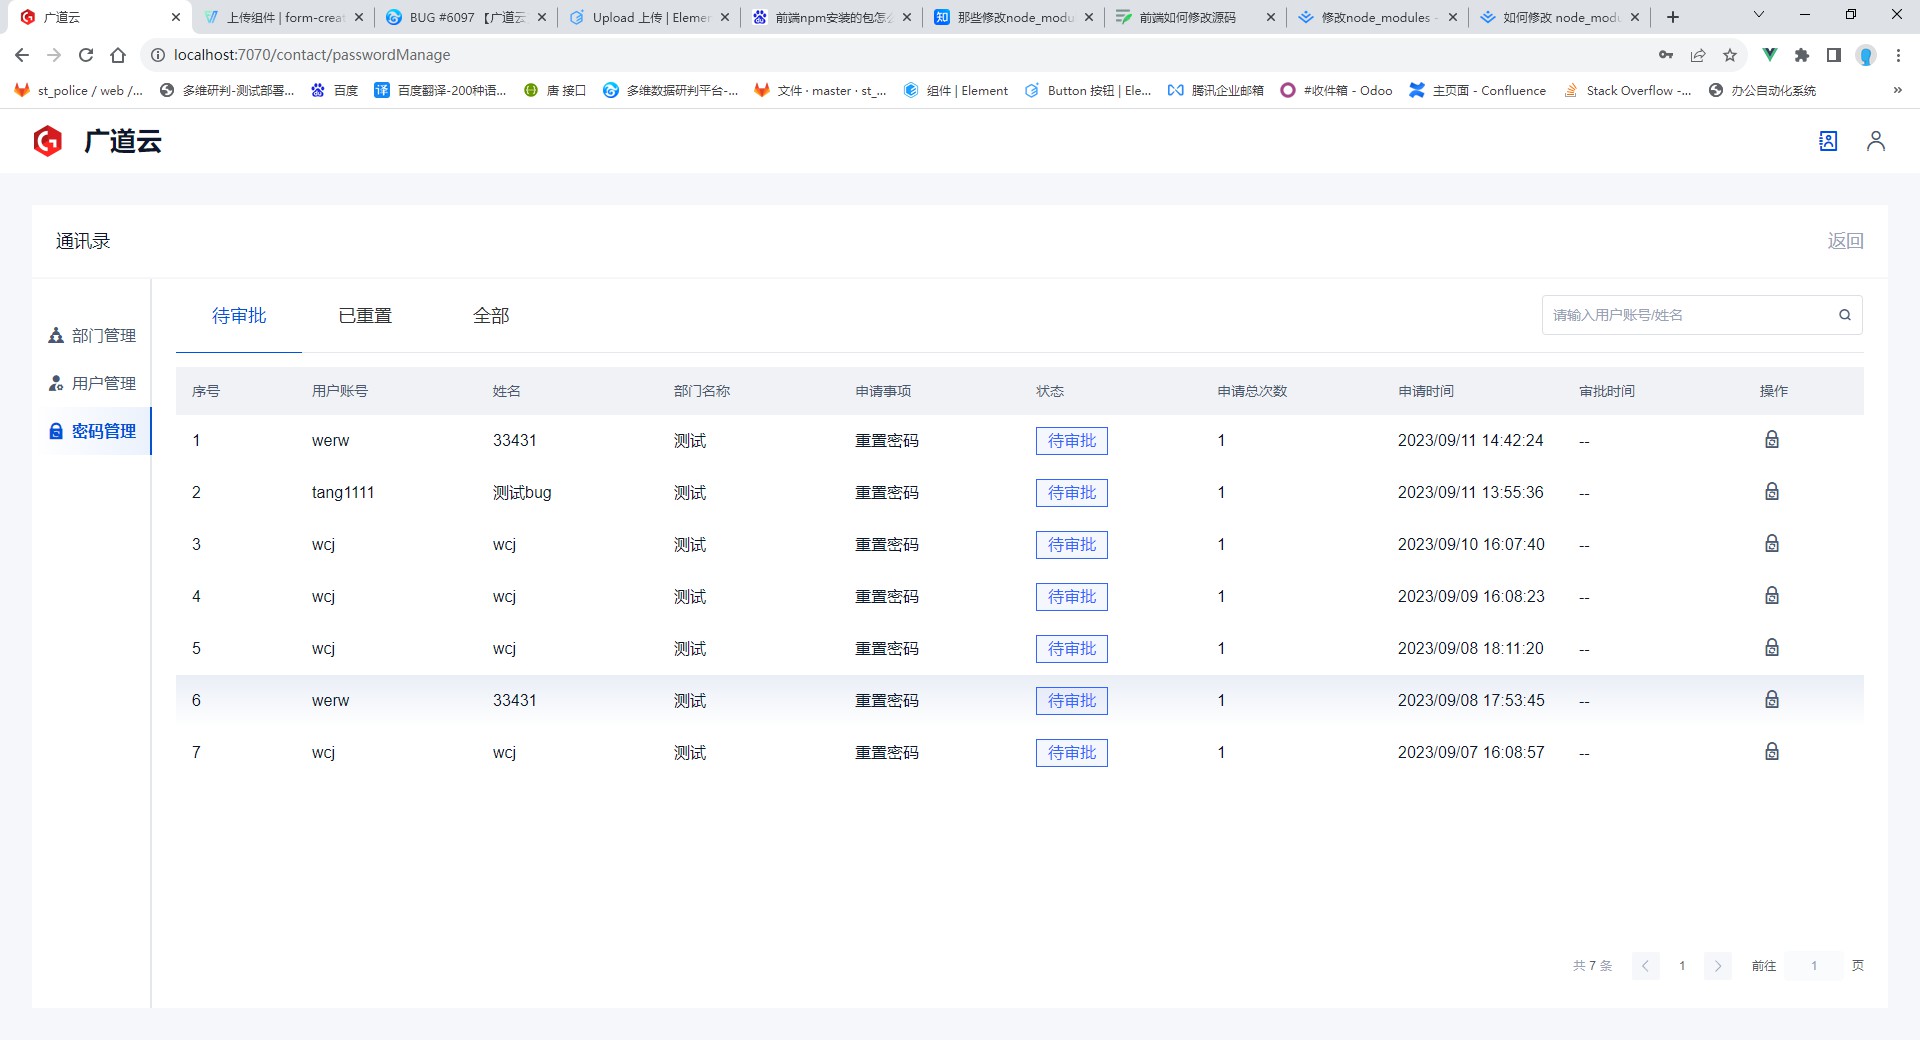 广道云
上传组件 | form-crea
BUG #6097 【广道云
Upload 上传 | Elemen
前端npm安装的包怎么
那些修改node_modu
前端如何修改源码
修改node_modules -
如何修改 node_modu
localhost:7070/contact/passwordManage
st_police / web /...
多维研判-测试部署...
百度
百度翻译-200种语...
唐 接口
多维数据研判平台-...
文件 · master · st_...
组件 | Element
Button 按钮 | Ele...
腾讯企业邮箱
#收件箱 - Odoo
主页面 - Confluence
Stack Overflow -...
办公自动化系统
»
广道云
通讯录 返回
部门管理
用户管理
密码管理
待审批 已重置 全部 请输入用户账号/姓名
序号 用户账号 姓名 部门名称 申请事项 状态 申请总次数 申请时间 审批时间 操作
1 werw 33431 测试 重置密码 待审批 1 2023/09/11 14:42:24 --
2 tang1111 测试bug 测试 重置密码 待审批 1 2023/09/11 13:55:36 --
3 wcj wcj 测试 重置密码 待审批 1 2023/09/10 16:07:40 --
4 wcj wcj 测试 重置密码 待审批 1 2023/09/09 16:08:23 --
5 wcj wcj 测试 重置密码 待审批 1 2023/09/08 18:11:20 --
6 werw 33431 测试 重置密码 待审批 1 2023/09/08 17:53:45 --
7 wcj wcj 测试 重置密码 待审批 1 2023/09/07 16:08:57 --
共 7 条 1 前往 1 页